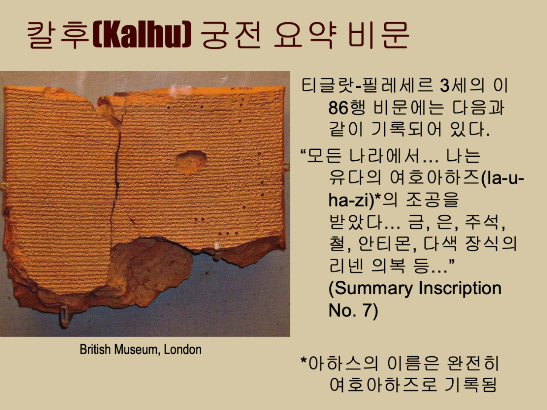 칼후(Kalhu) 궁전 요약 비문
티글랏-필레세르 3세의 이
86행 비문에는 다음과
같이 기록되어 있다.
“모든 나라에서… 나는
유다의 여호아하즈(Ia-u-
ha-zi)*의 조공을
받았다… 금, 은, 주석,
철, 안티몬, 다색 장식의
리넨 의복 등…”
(Summary Inscription
No. 7)
*아하스의 이름은 완전히
여호아하즈로 기록됨
British Museum, London